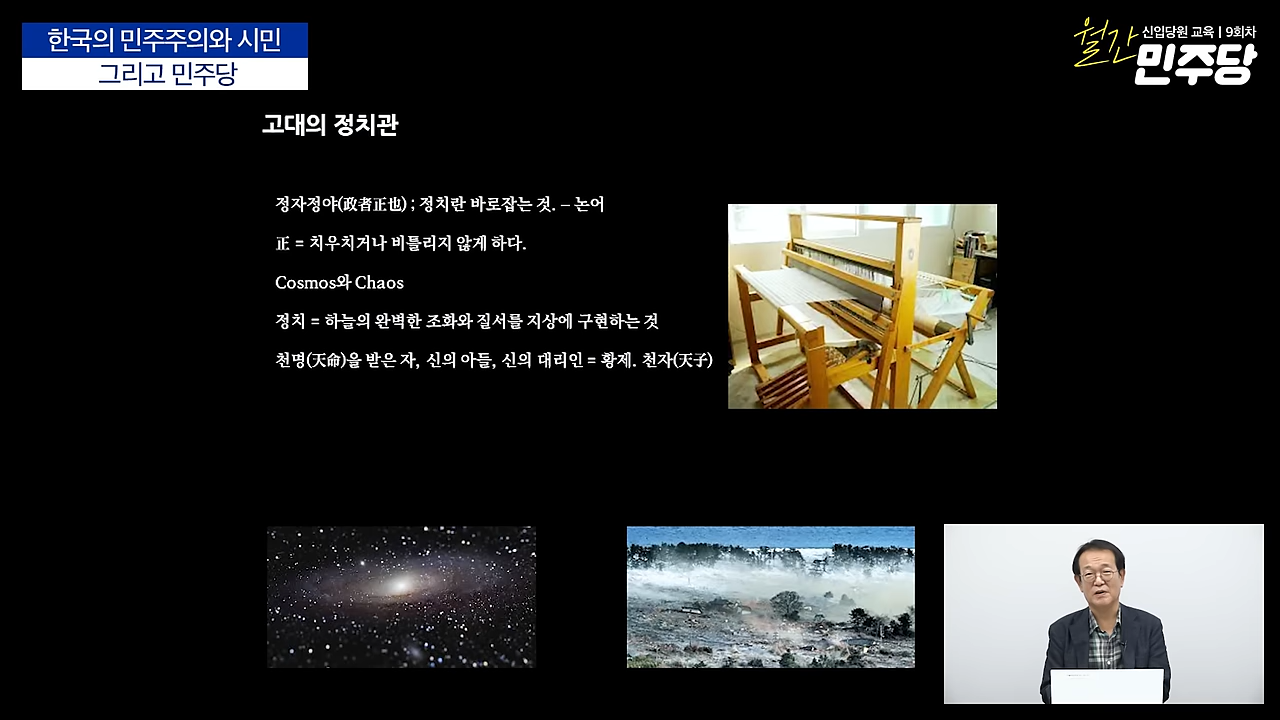 한국의 민주주의와 시민
그리고 민주당
월간
신입당원 교육 | 9회차
민주당
고대의 정치관
정자정야(政者正也) ; 정치란 바로잡는 것. – 논어
正 = 치우치거나 비틀리지 않게 하다.
Cosmos와 Chaos
정치 = 하늘의 완벽한 조화와 질서를 지상에 구현하는 것
천명(天命)을 받은 자, 신의 아들, 신의 대리인 = 황제. 천자(天子)